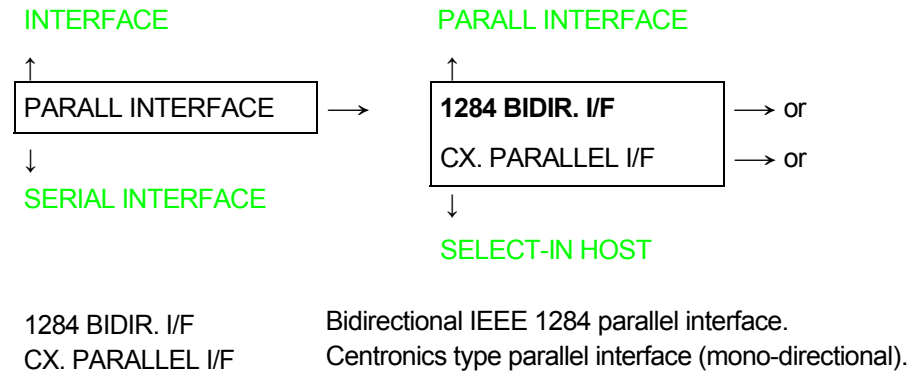 INTERFACE PARALL INTERFACE
↑ ↑
PARALL INTERFACE → 1284 BIDIR. I/F → or
CX. PARALLEL I/F → or
↓ ↓
SERIAL INTERFACE
SELECT-IN HOST
1284 BIDIR. I/F Bidirectional IEEE 1284 parallel interface.
CX. PARALLEL I/F Centronics type parallel interface (mono-directional).